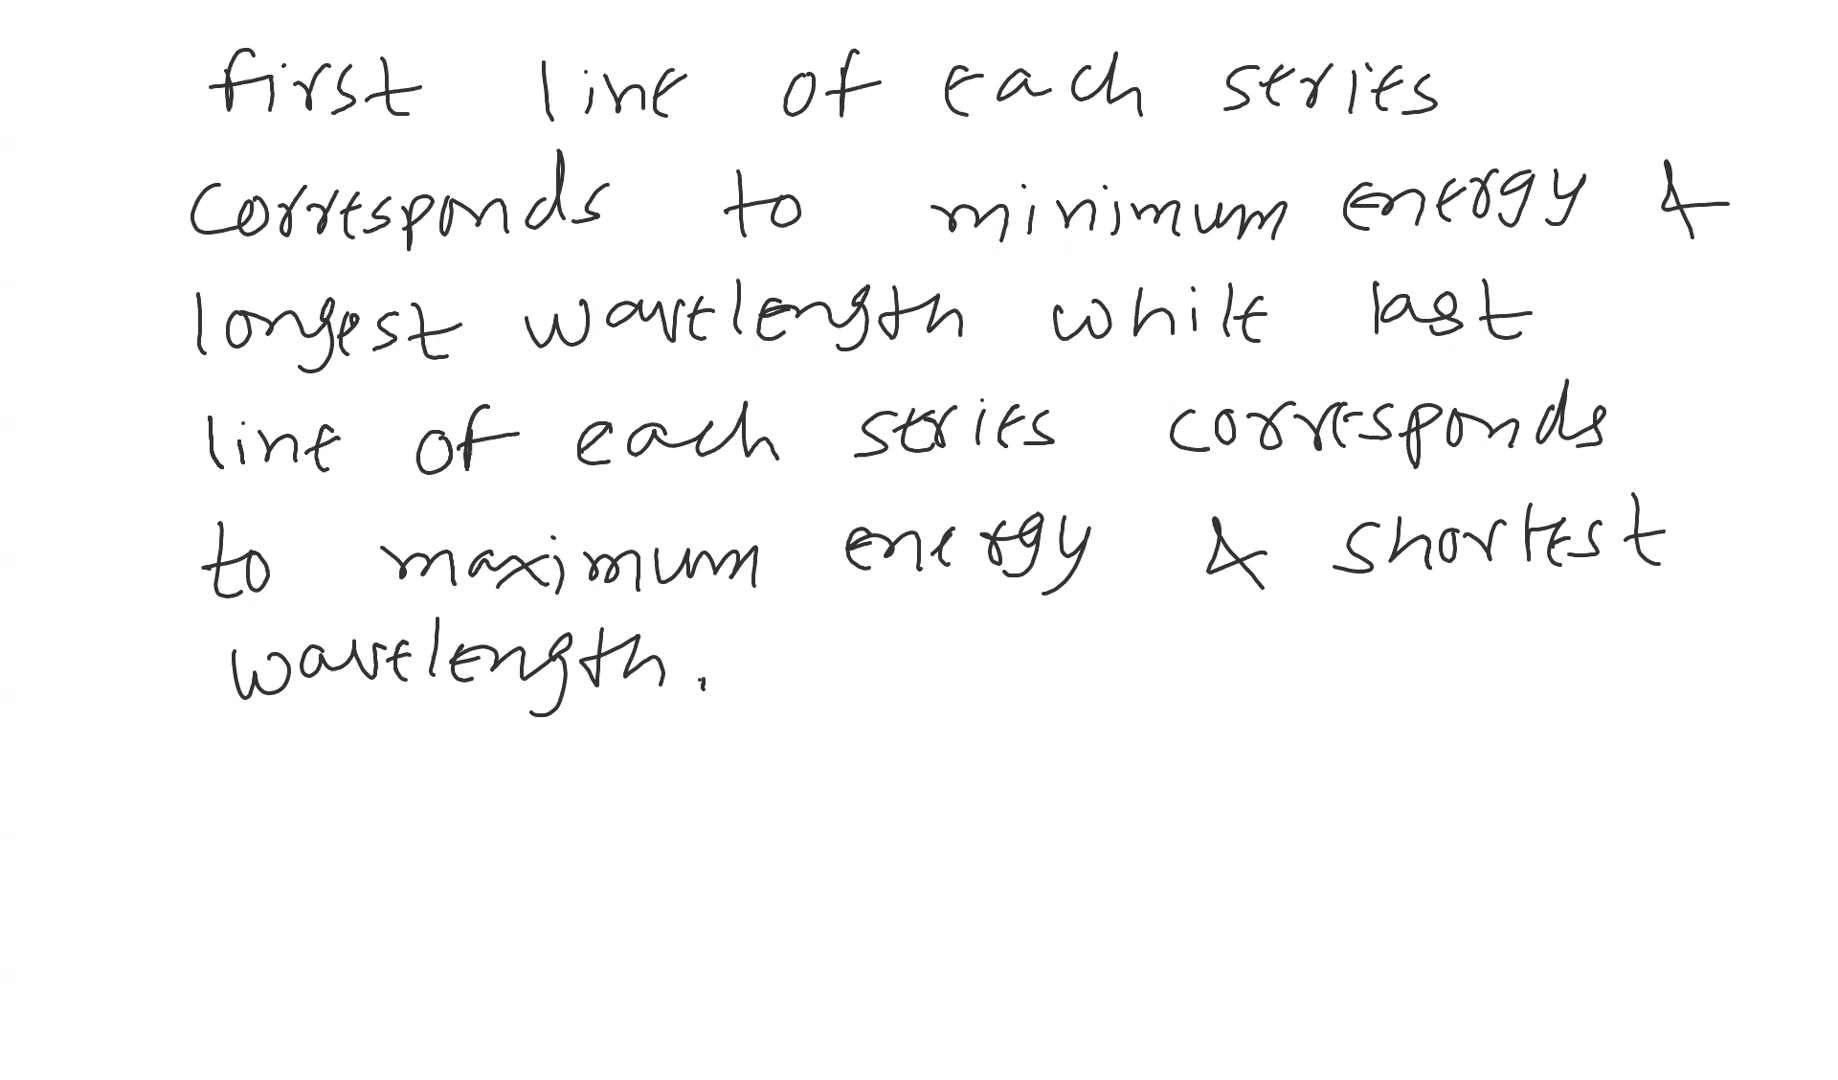 first line of each series
corresponds to minimum energy &
longest wavelength while last
line of each series corresponds
to maximum energy & shortest
wavelength.